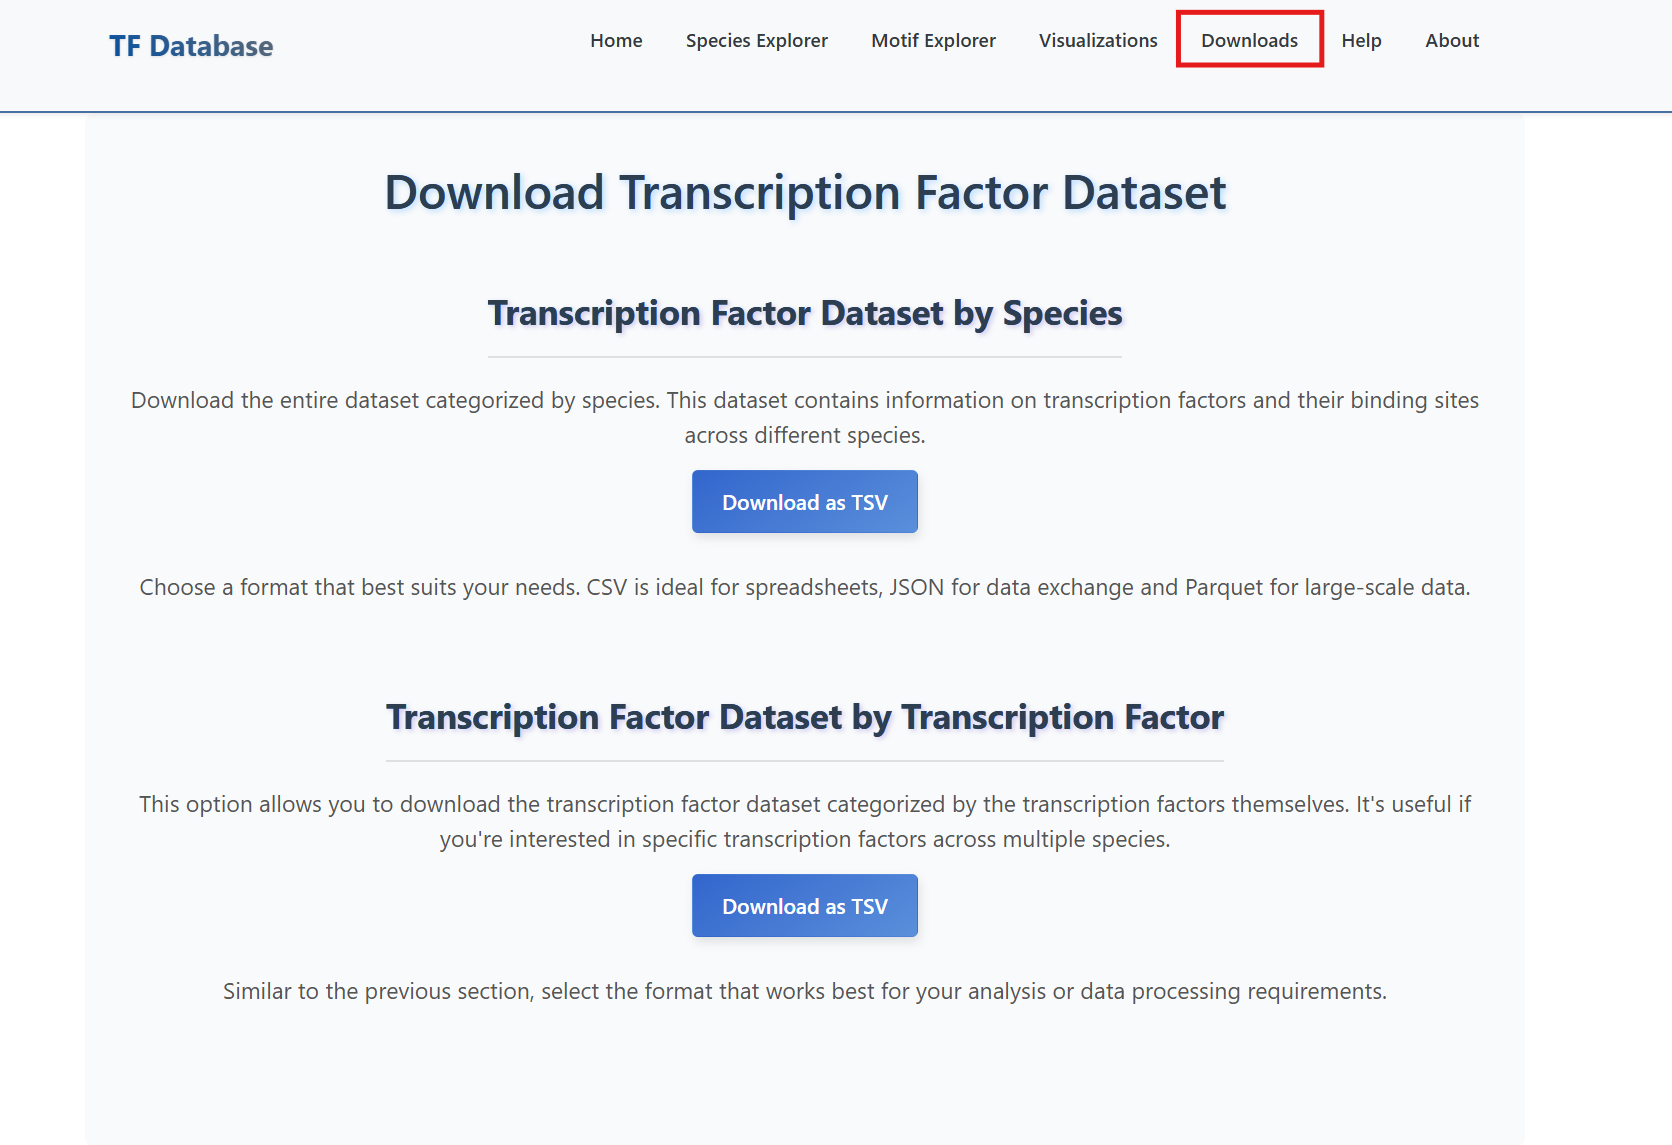 TF Database
Home Species Explorer Motif Explorer Visualizations Downloads Help About
Download Transcription Factor Dataset
Transcription Factor Dataset by Species
Download the entire dataset categorized by species. This dataset contains information on transcription factors and their binding sites
across different species.
Download as TSV
Choose a format that best suits your needs. CSV is ideal for spreadsheets, JSON for data exchange and Parquet for large-scale data.
Transcription Factor Dataset by Transcription Factor
This option allows you to download the transcription factor dataset categorized by the transcription factors themselves. It's useful if
you're interested in specific transcription factors across multiple species.
Download as TSV
Similar to the previous section, select the format that works best for your analysis or data processing requirements.